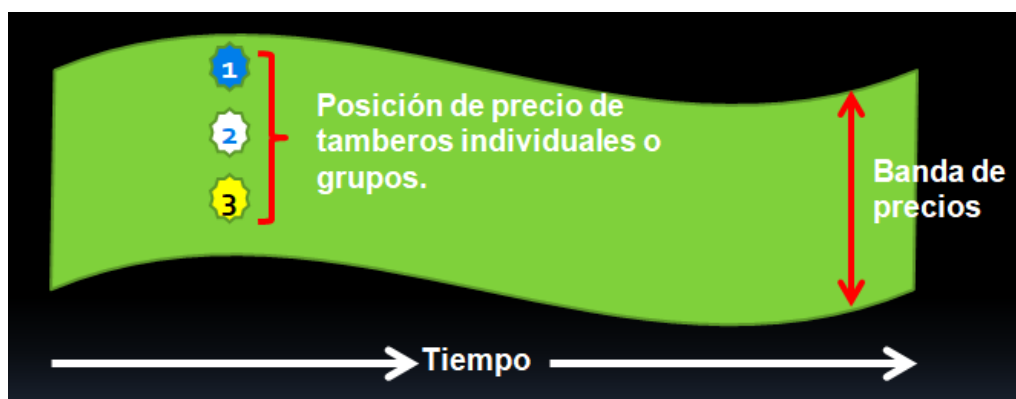 1
2
3
Posición de precio de
tamberos individuales o
grupos.
Banda de
precios
Tiempo